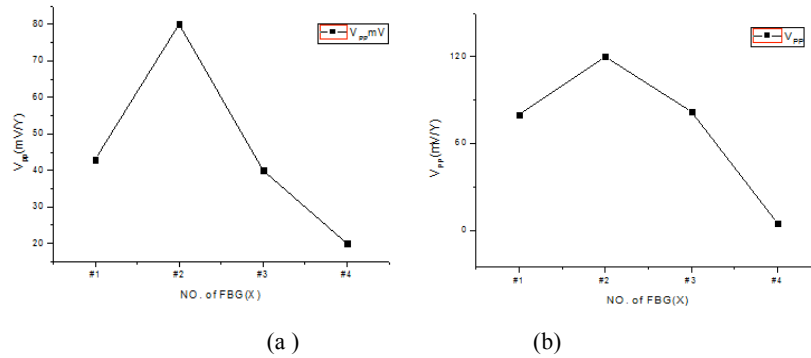 80
70
60
50
40
30
20
V_pp(mV/Y)
V_pp mV
#1 #2 #3 #4
NO. of FBG(X)
(a )
120
60
0
V_PP(mV/Y)
V_PP
#1 #2 #3 #4
NO. of FBG(X)
(b)